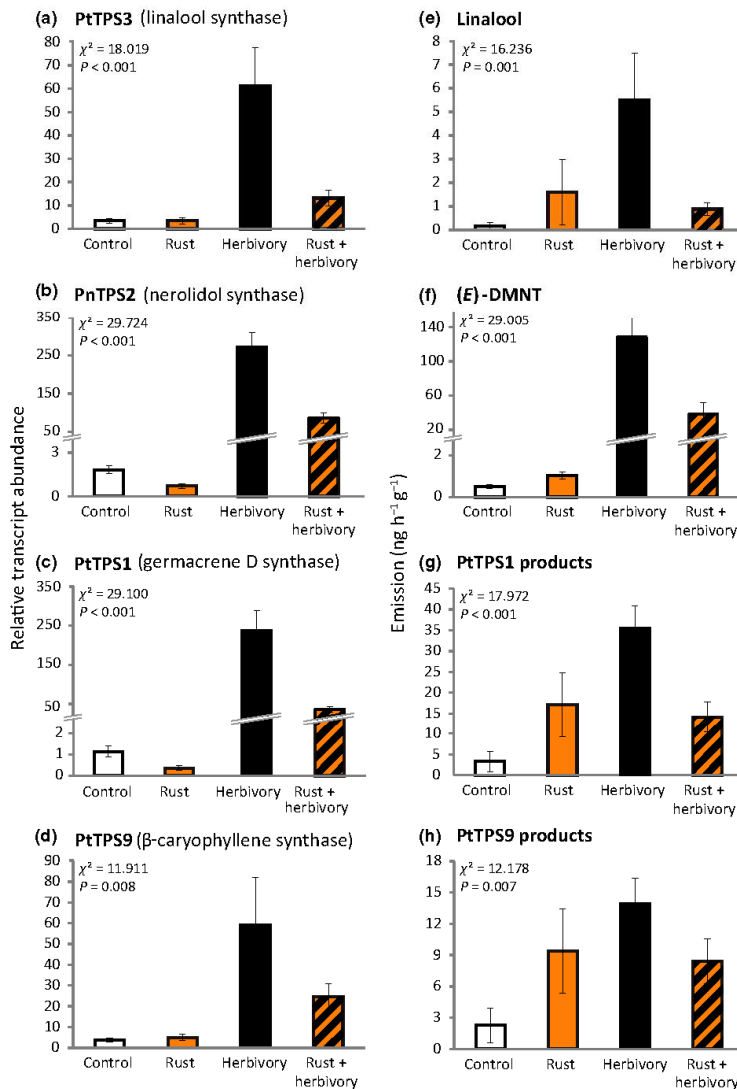 (a) PtTPS3 (linalool synthase)
χ² = 18.019
P < 0.001
80
70
60
50
40
30
20
10
0
Control Rust Herbivory Rust +
herbivory
(b) PnTPS2 (nerolidol synthase)
χ² = 29.724
P < 0.001
350
250
150
50
3
0
Control Rust Herbivory Rust +
herbivory
(c) PtTPS1 (germacrene D synthase)
χ² = 29.100
P < 0.001
350
250
150
50
2
1
0
Control Rust Herbivory Rust +
herbivory
(d) PtTPS9 (β-caryophyllene synthase)
χ² = 11.911
P = 0.008
90
80
70
60
50
40
30
20
10
0
Control Rust Herbivory Rust +
herbivory
Relative transcript abundance
(e) Linalool
χ² = 16.236
P = 0.001
8
7
6
5
4
3
2
1
0
Control Rust Herbivory Rust +
herbivory
(f) (E)-DMNT
χ² = 29.005
P < 0.001
140
100
60
20
2
0
Control Rust Herbivory Rust +
herbivory
(g) PtTPS1 products
χ² = 17.972
P < 0.001
45
40
35
30
25
20
15
10
5
0
Control Rust Herbivory Rust +
herbivory
(h) PtTPS9 products
χ² = 12.178
P = 0.007
18
15
12
9
6
3
0
Control Rust Herbivory Rust +
herbivory
Emission (ng h⁻¹ g⁻¹)